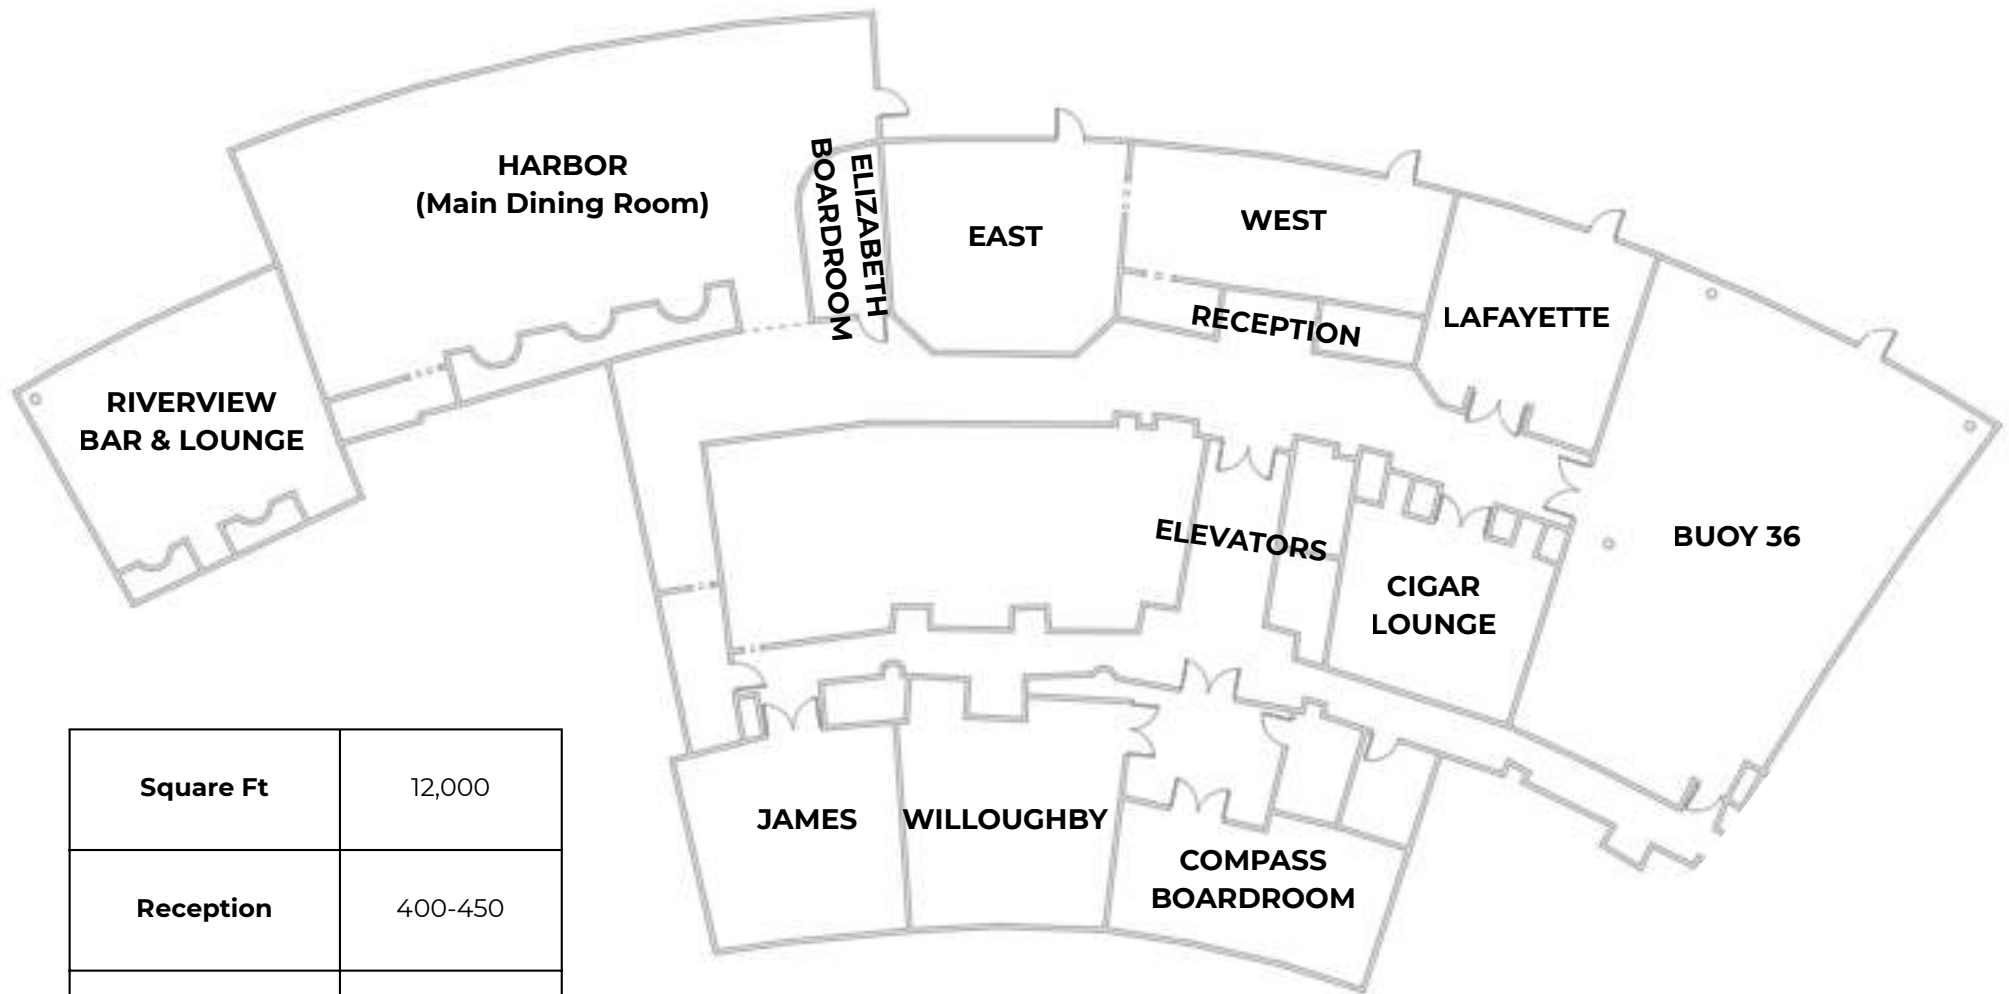 HARBOR
(Main Dining Room)
ELIZABETH
BOARDROOM
EAST
WEST
RECEPTION
LAFAYETTE
RIVERVIEW
BAR & LOUNGE
ELEVATORS
CIGAR
LOUNGE
BUOY 36
JAMES
WILLOUGHBY
COMPASS
BOARDROOM
Square Ft 12,000
Reception 400-450